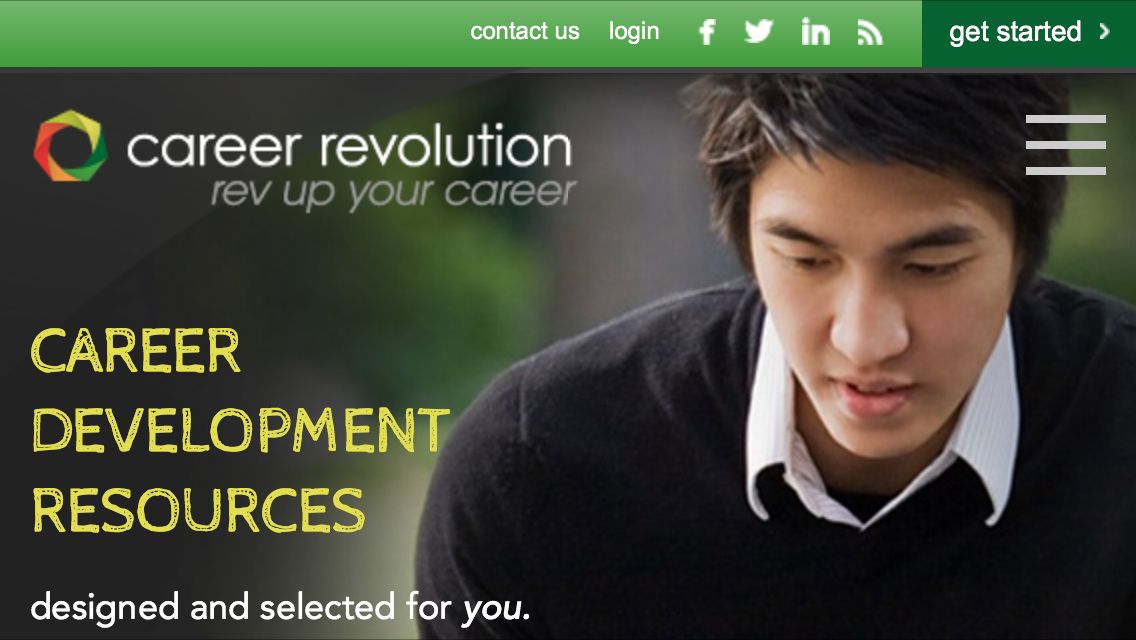 contact us login get started
career revolution
rev up your career
CAREER
DEVELOPMENT
RESOURCES
designed and selected for you.